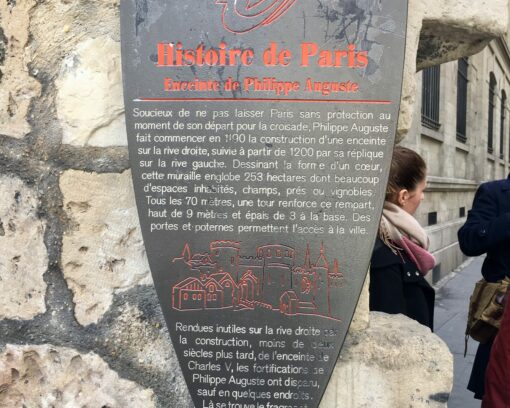 Histoire de Paris
Enceinte de Philippe Auguste
Soucieux de ne pas laisser Paris sans protection au
moment de son départ pour la croisade, Philippe Auguste
fait commencer en 1190 la construction d'une enceinte
sur la rive droite, suivie à partir de 1200 par sa réplique
sur la rive gauche. Dessinant la forme d'un cœur,
cette muraille englobe 253 hectares dont beaucoup
d'espaces inhabités, champs, prés ou vignobles.
Tous les 70 mètres, une tour renforce ce rempart,
haut de 9 mètres et épais de 3 à la base. Des
portes et poternes permettent l'accès à la ville.
Rendues inutiles sur la rive droite par
la construction, moins de deux
siècles plus tard, de l'enceinte de
Charles V, les fortifications de
Philippe Auguste ont disparu,
sauf en quelques endroits.
Là se trouve le fragment